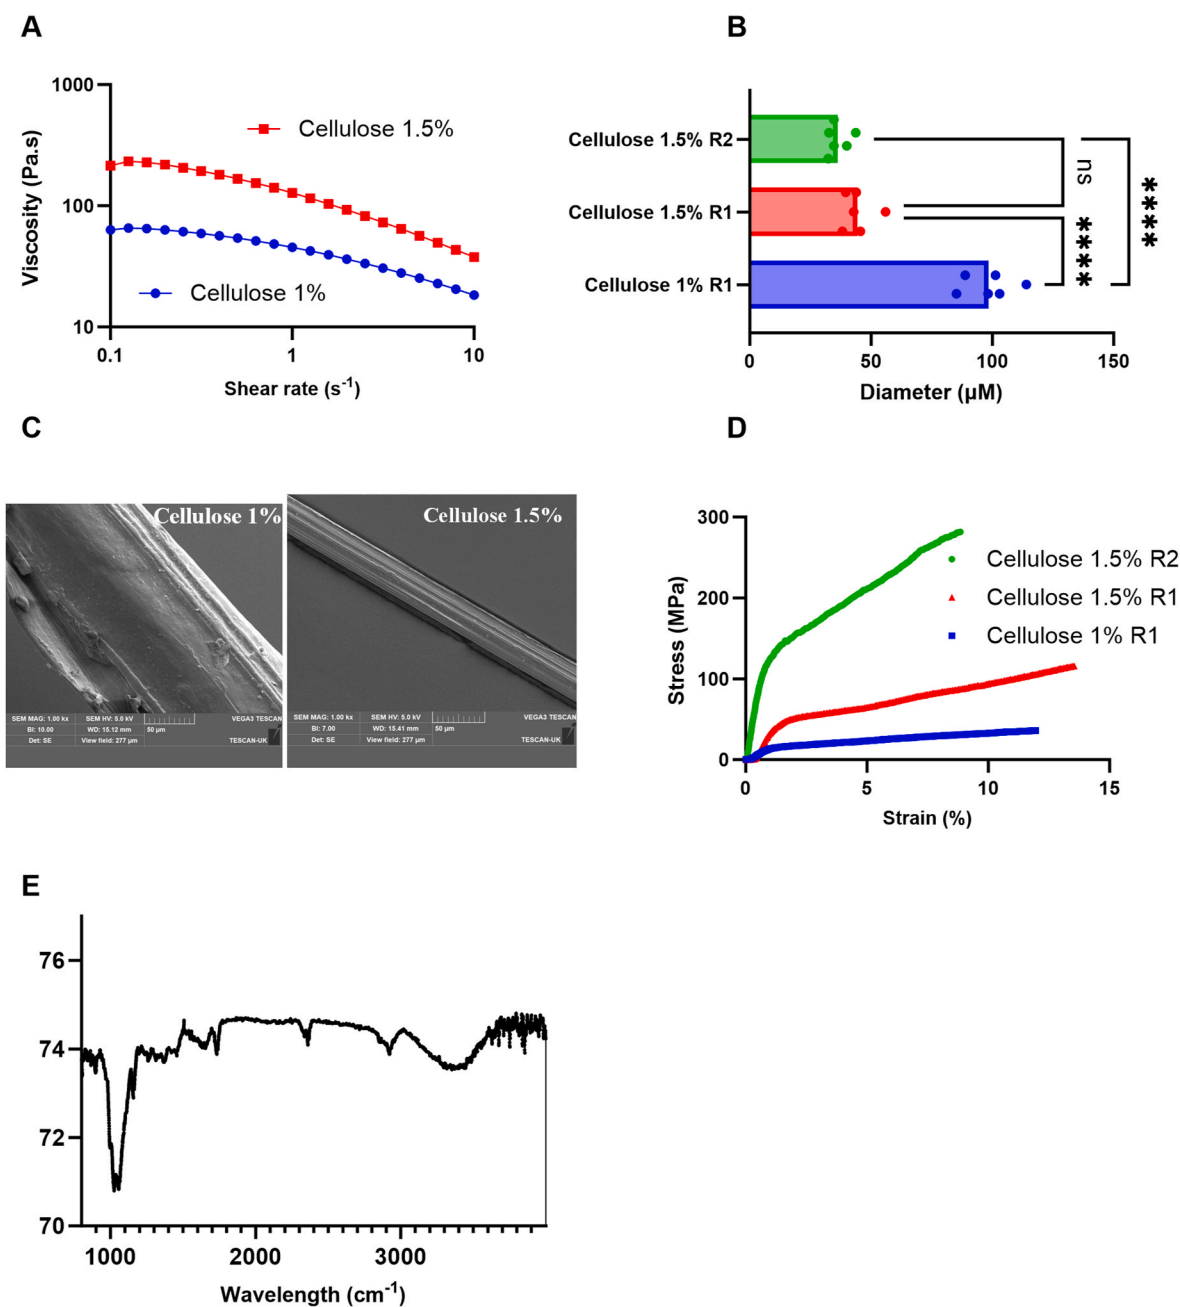 A
1000
100
10
0.1
1
10
Viscosity (Pa.s)
Shear rate (s⁻¹)
Cellulose 1.5%
Cellulose 1%
B
Cellulose 1.5% R2
Cellulose 1.5% R1
Cellulose 1% R1
0
50
100
150
Diameter (µM)
ns
****
****
C
Cellulose 1%
SEM MAG: 1.00 kx
SEM HV: 5.0 kV
BI: 10.00
WD: 15.12 mm
Det: SE
View field: 277 µm
50 µm
VEGA3 TESCAN
TESCAN-UK
Cellulose 1.5%
SEM MAG: 1.00 kx
SEM HV: 5.0 kV
BI: 7.00
WD: 15.41 mm
Det: SE
View field: 277 µm
50 µm
VEGA3 TESCAN
TESCAN-UK
D
300
200
100
0
0
5
10
15
Stress (MPa)
Strain (%)
Cellulose 1.5% R2
Cellulose 1.5% R1
Cellulose 1% R1
E
76
74
72
70
1000
2000
3000
Wavelength (cm⁻¹)